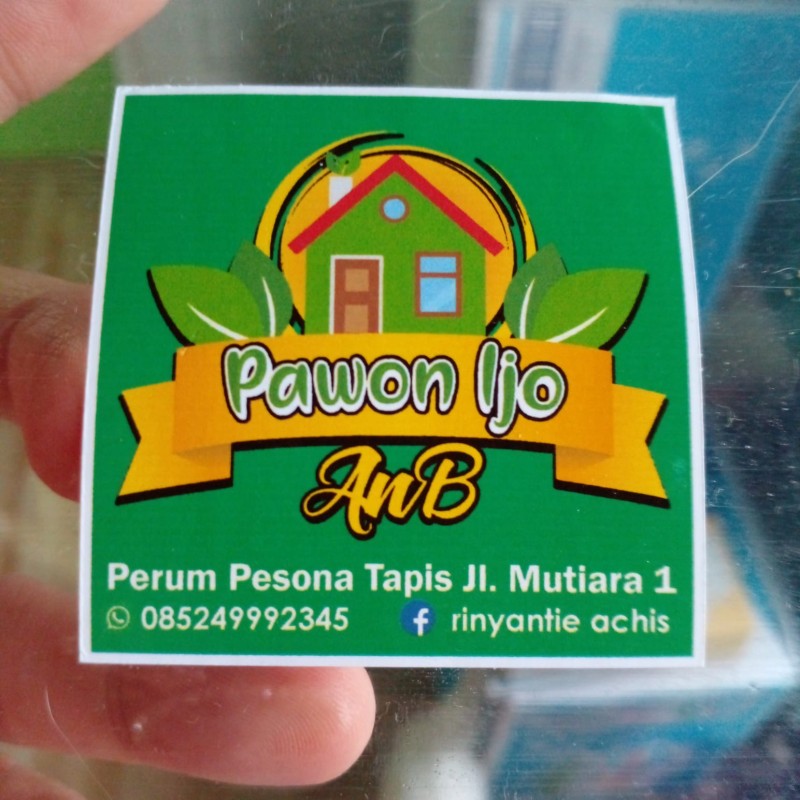 Pawon Ijo
AnB
Perum Pesona Tapis Jl. Mutiara 1
085249992345 f rinyantie achis